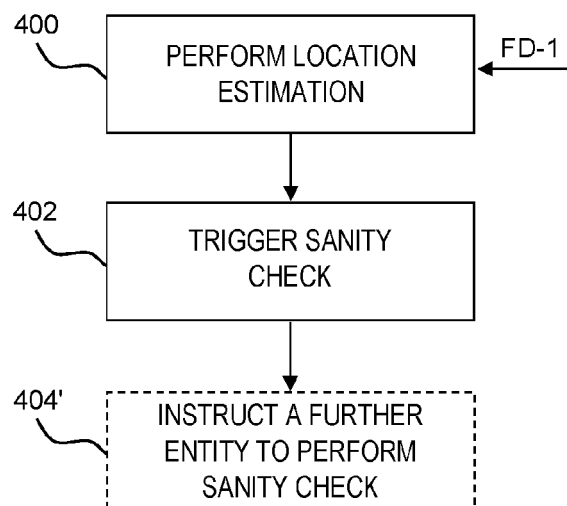 400
PERFORM LOCATION
ESTIMATION
FD-1
402
TRIGGER SANITY
CHECK
404'
INSTRUCT A FURTHER
ENTITY TO PERFORM
SANITY CHECK